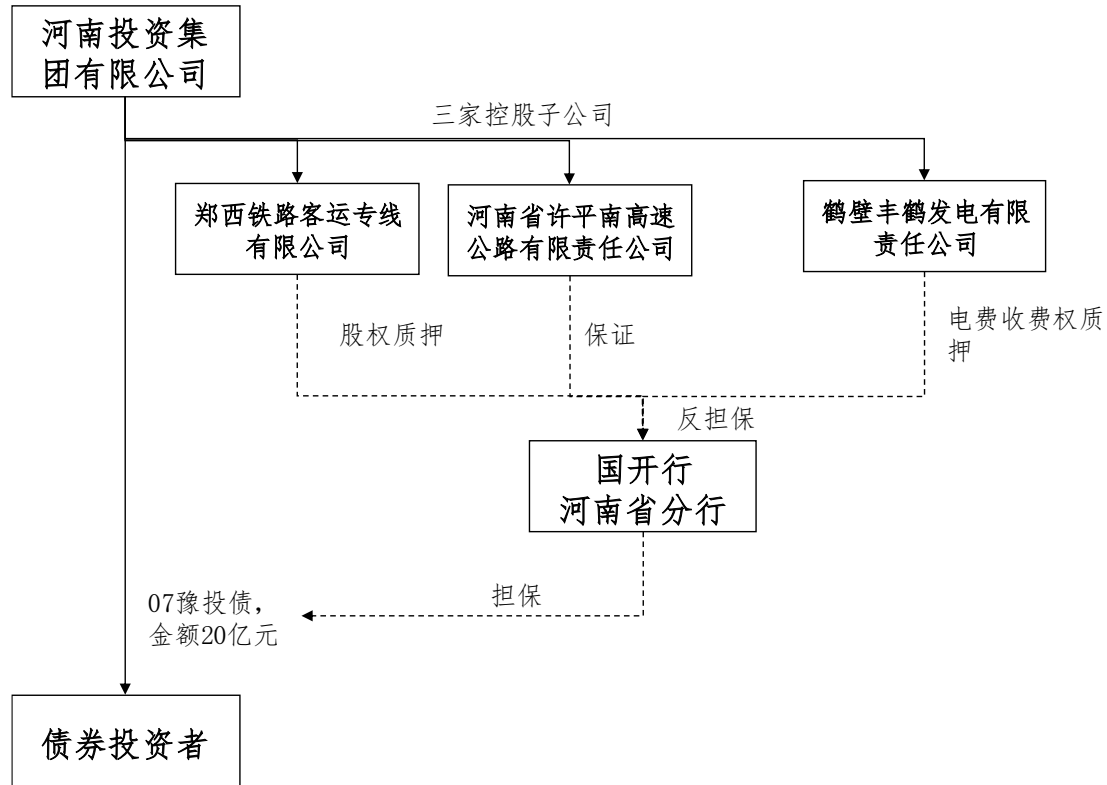 河南投资集
团有限公司
三家控股子公司
郑西铁路客运专线
有限公司
河南省许平南高速
公路有限责任公司
鹤壁丰鹤发电有限
责任公司
股权质押
保证
电费收费权质
押
反担保
国开行
河南省分行
担保
07豫投债，
金额20亿元
债券投资者